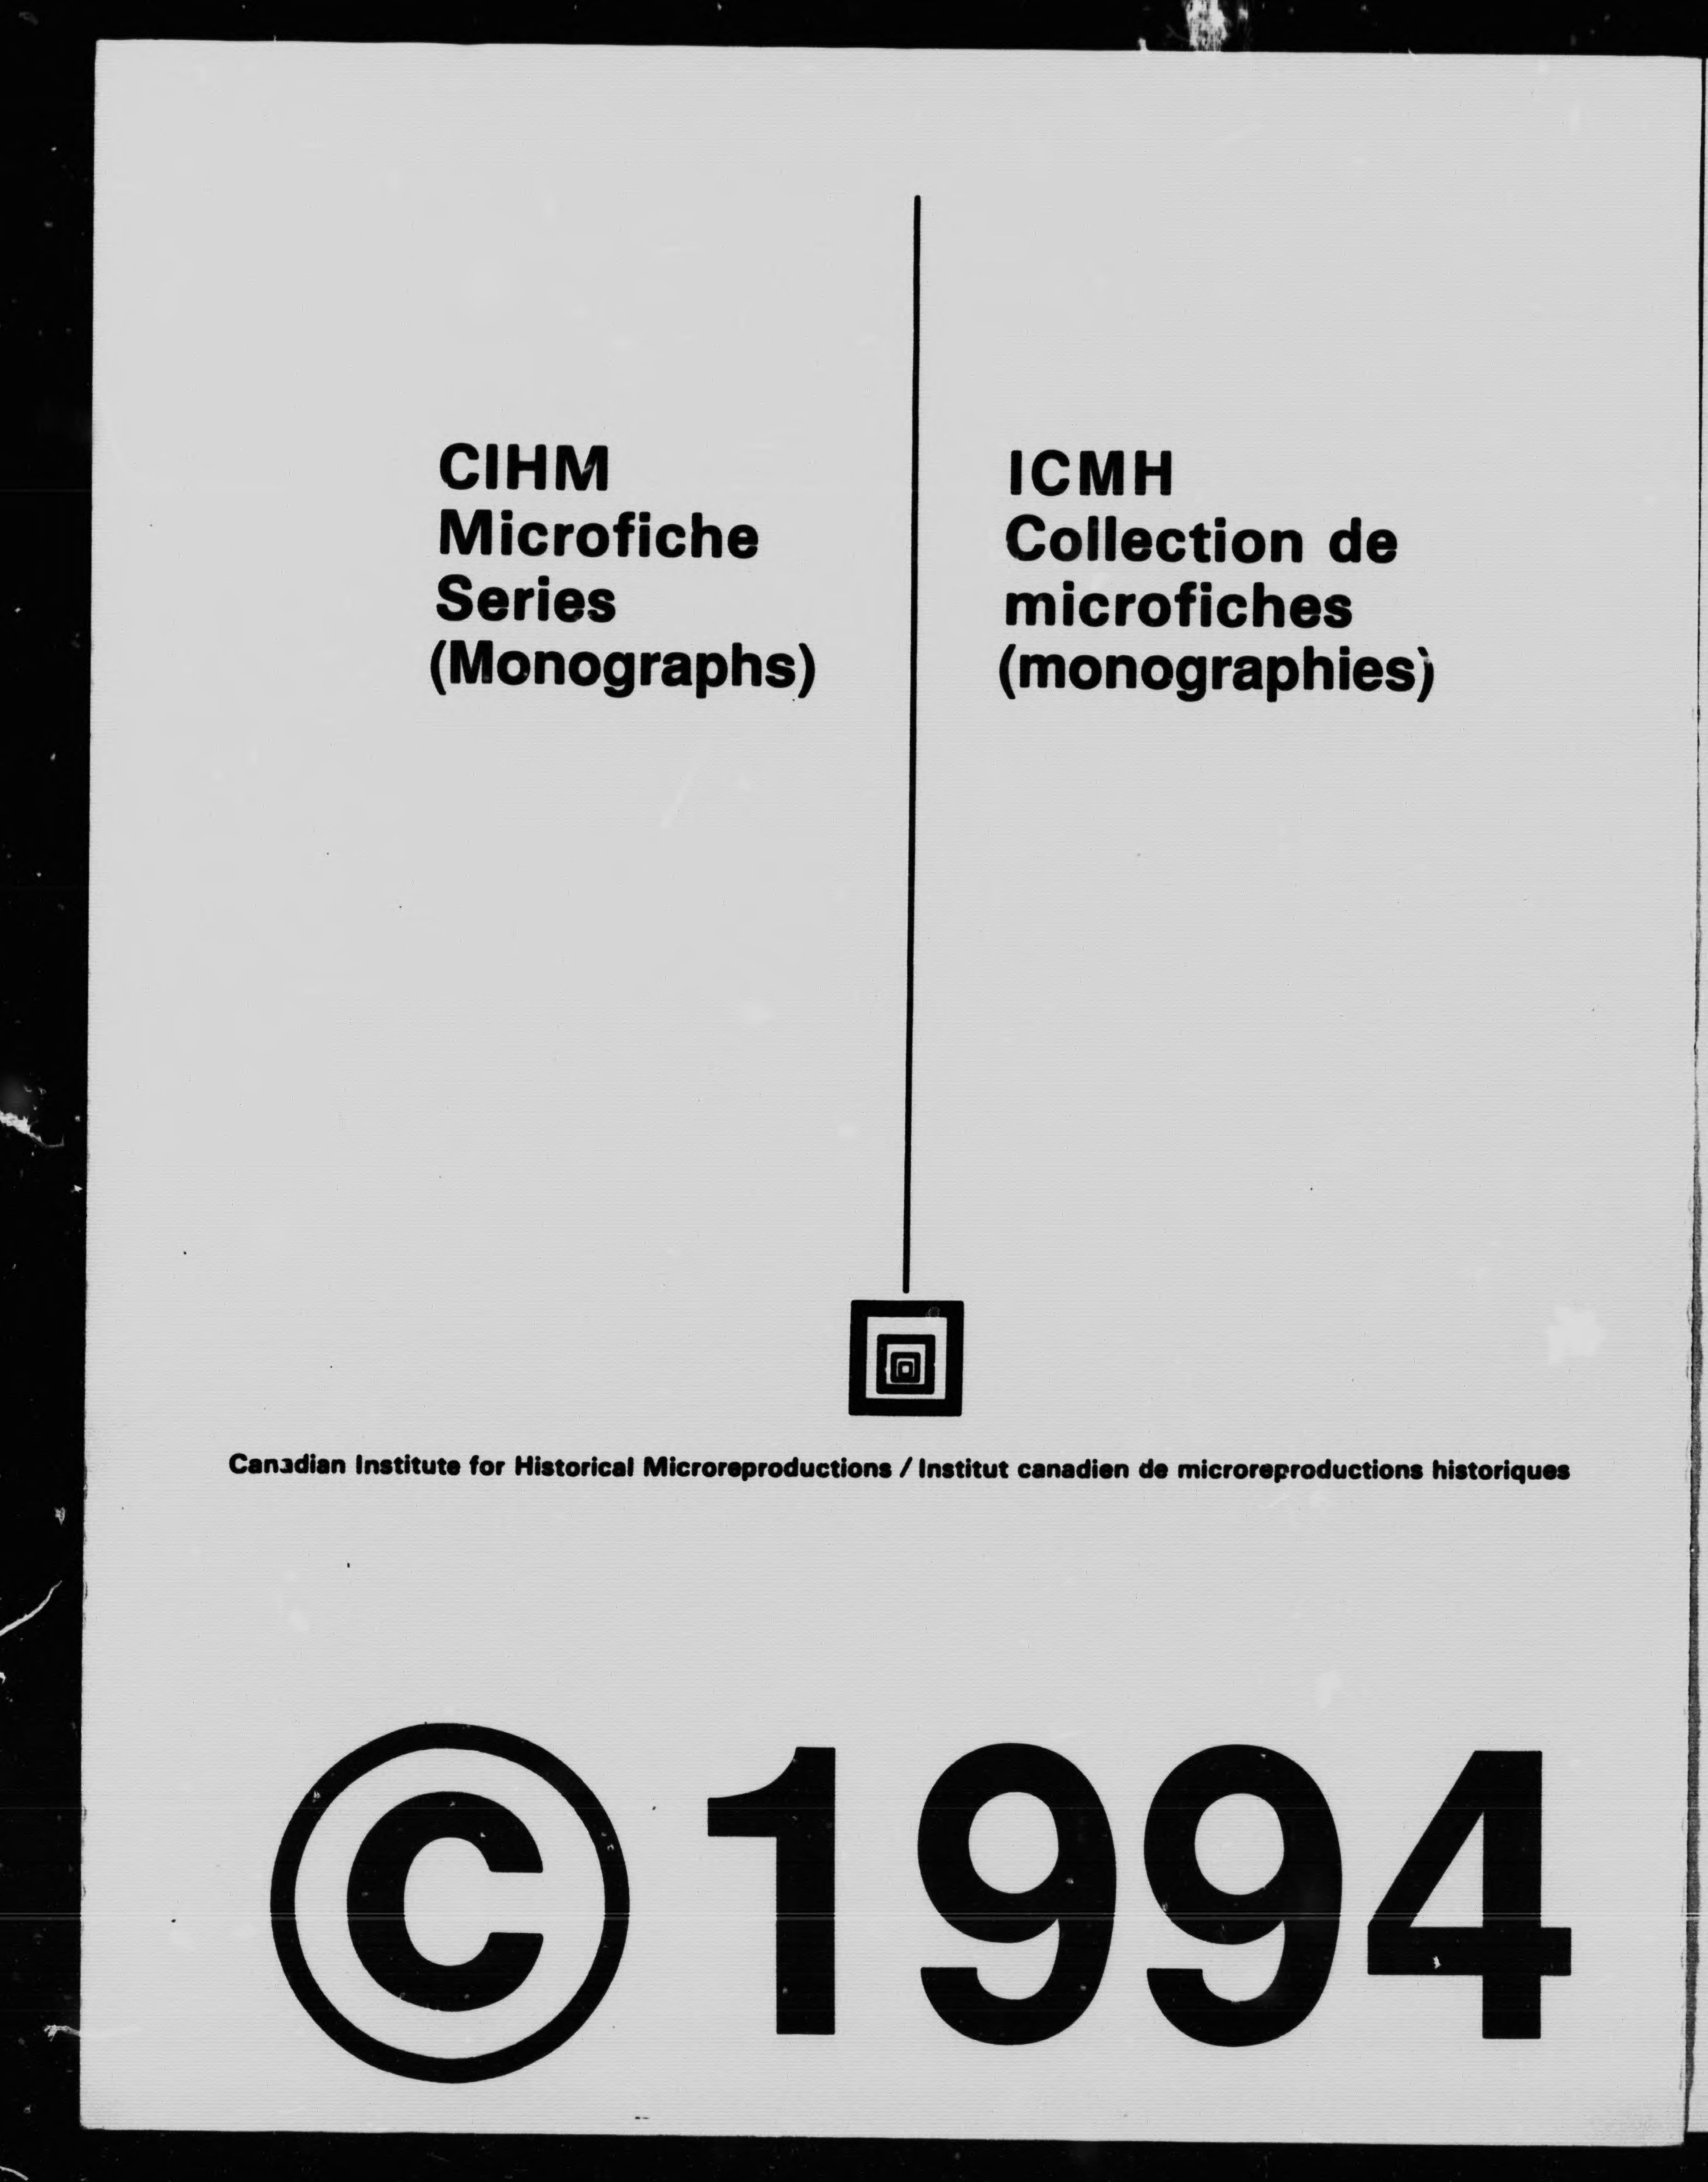 CIHM
Microfiche
Series
(Monographs)
ICMH
Collection de
microfiches
(monographies)
Canadian Institute for Historical Microreproductions / Institut canadien de microreproductions historiques
©1994